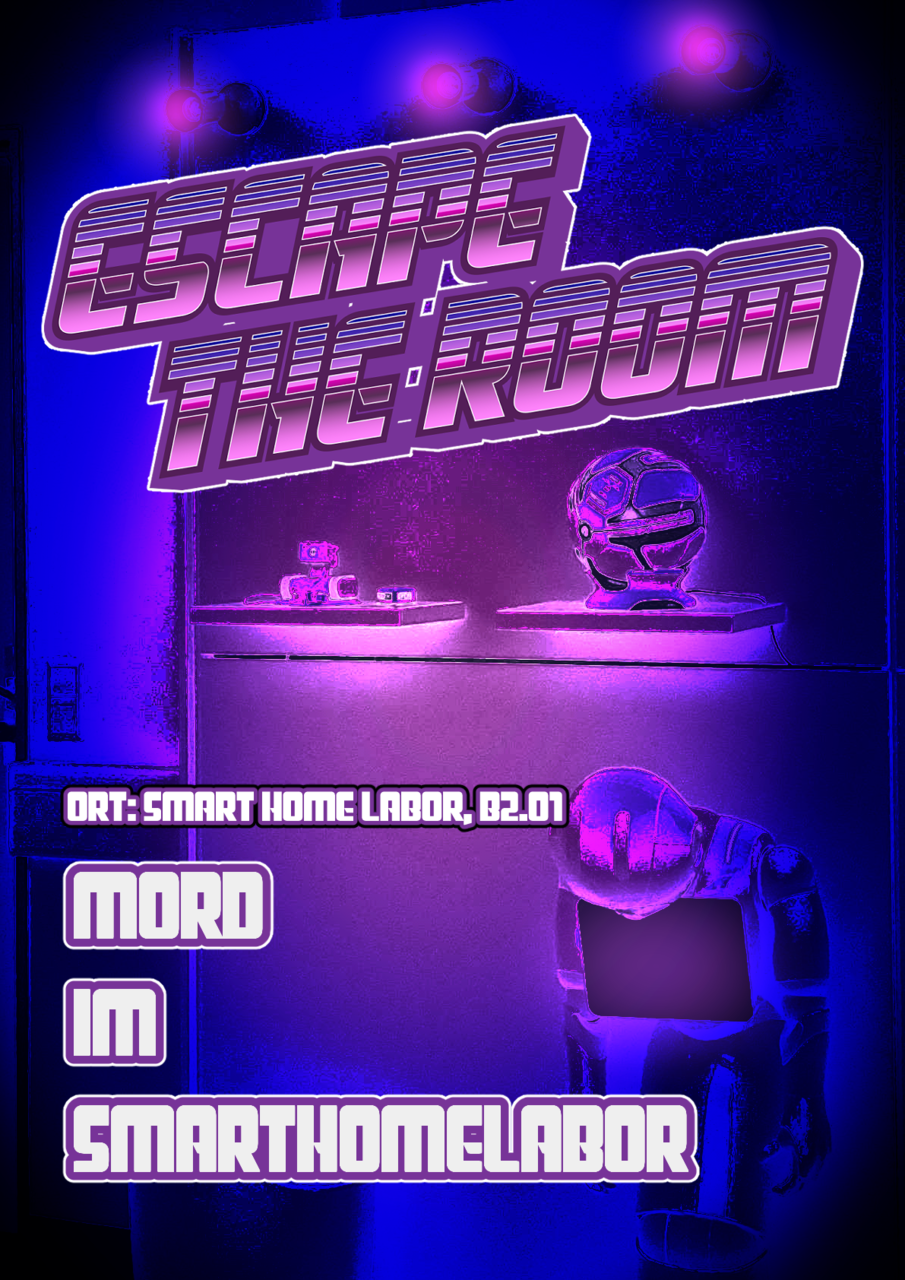 ESCAPE
THE ROOM
ORT: SMART HOME LABOR, B2.01
MORD
IM
SMARTHOMELABOR